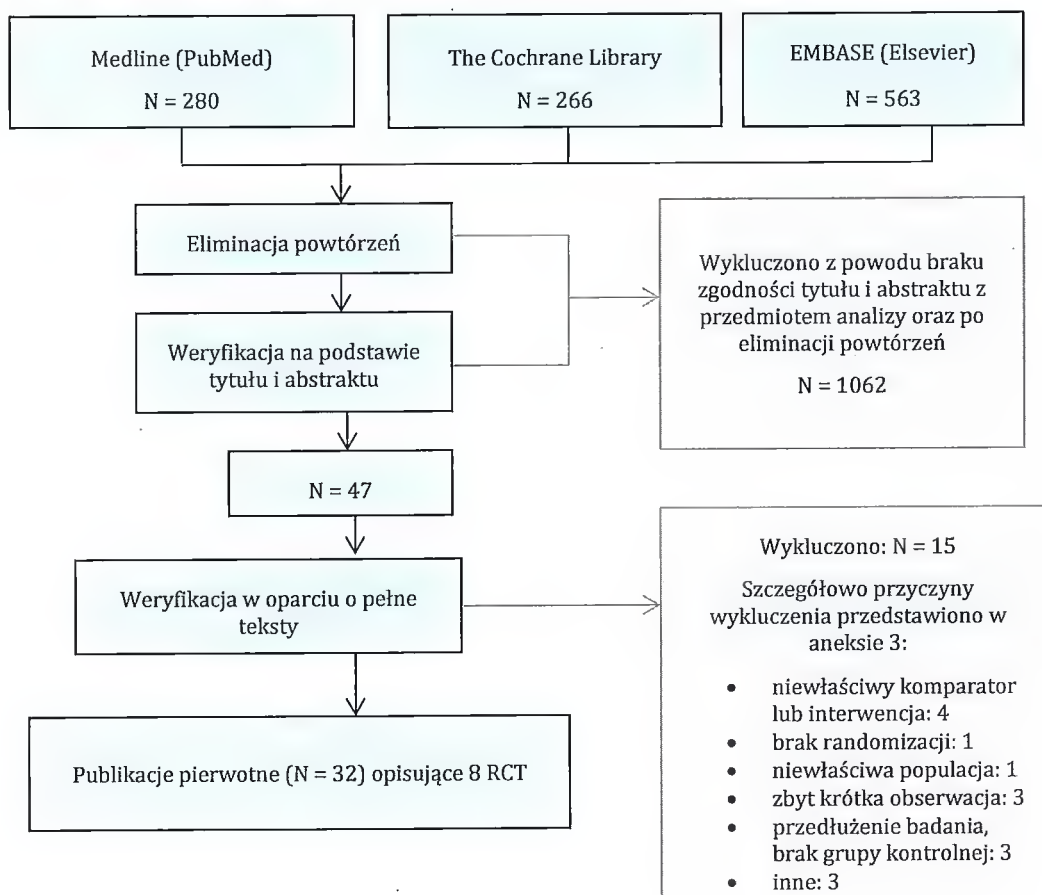 Medline (PubMed)
N = 280
The Cochrane Library
N = 266
EMBASE (Elsevier)
N = 563
Eliminacja powtórzeń
Weryfikacja na podstawie
tytułu i abstraktu
Wykluczono z powodu braku
zgodności tytułu i abstraktu z
przedmiotem analizy oraz po
eliminacji powtórzeń
N = 1062
N = 47
Weryfikacja w oparciu o pełne
teksty
Wykluczono: N = 15
Szczegółowo przyczyny
wykluczenia przedstawiono w
aneksie 3:
• niewłaściwy komparator
lub interwencja: 4
• brak randomizacji: 1
• niewłaściwa populacja: 1
• zbyt krótka obserwacja: 3
• przedłużenie badania,
brak grupy kontrolnej: 3
• inne: 3
Publikacje pierwotne (N = 32) opisujące 8 RCT